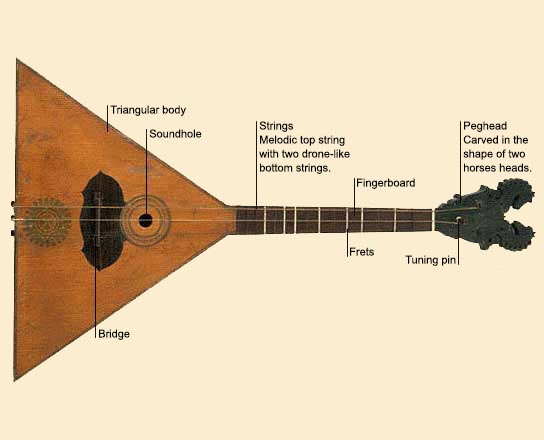 Triangular body
Soundhole
Strings
Melodic top string
with two drone-like
bottom strings.
Peghead
Carved in the
shape of two
horses heads.
Fingerboard
Frets
Tuning pin
Bridge